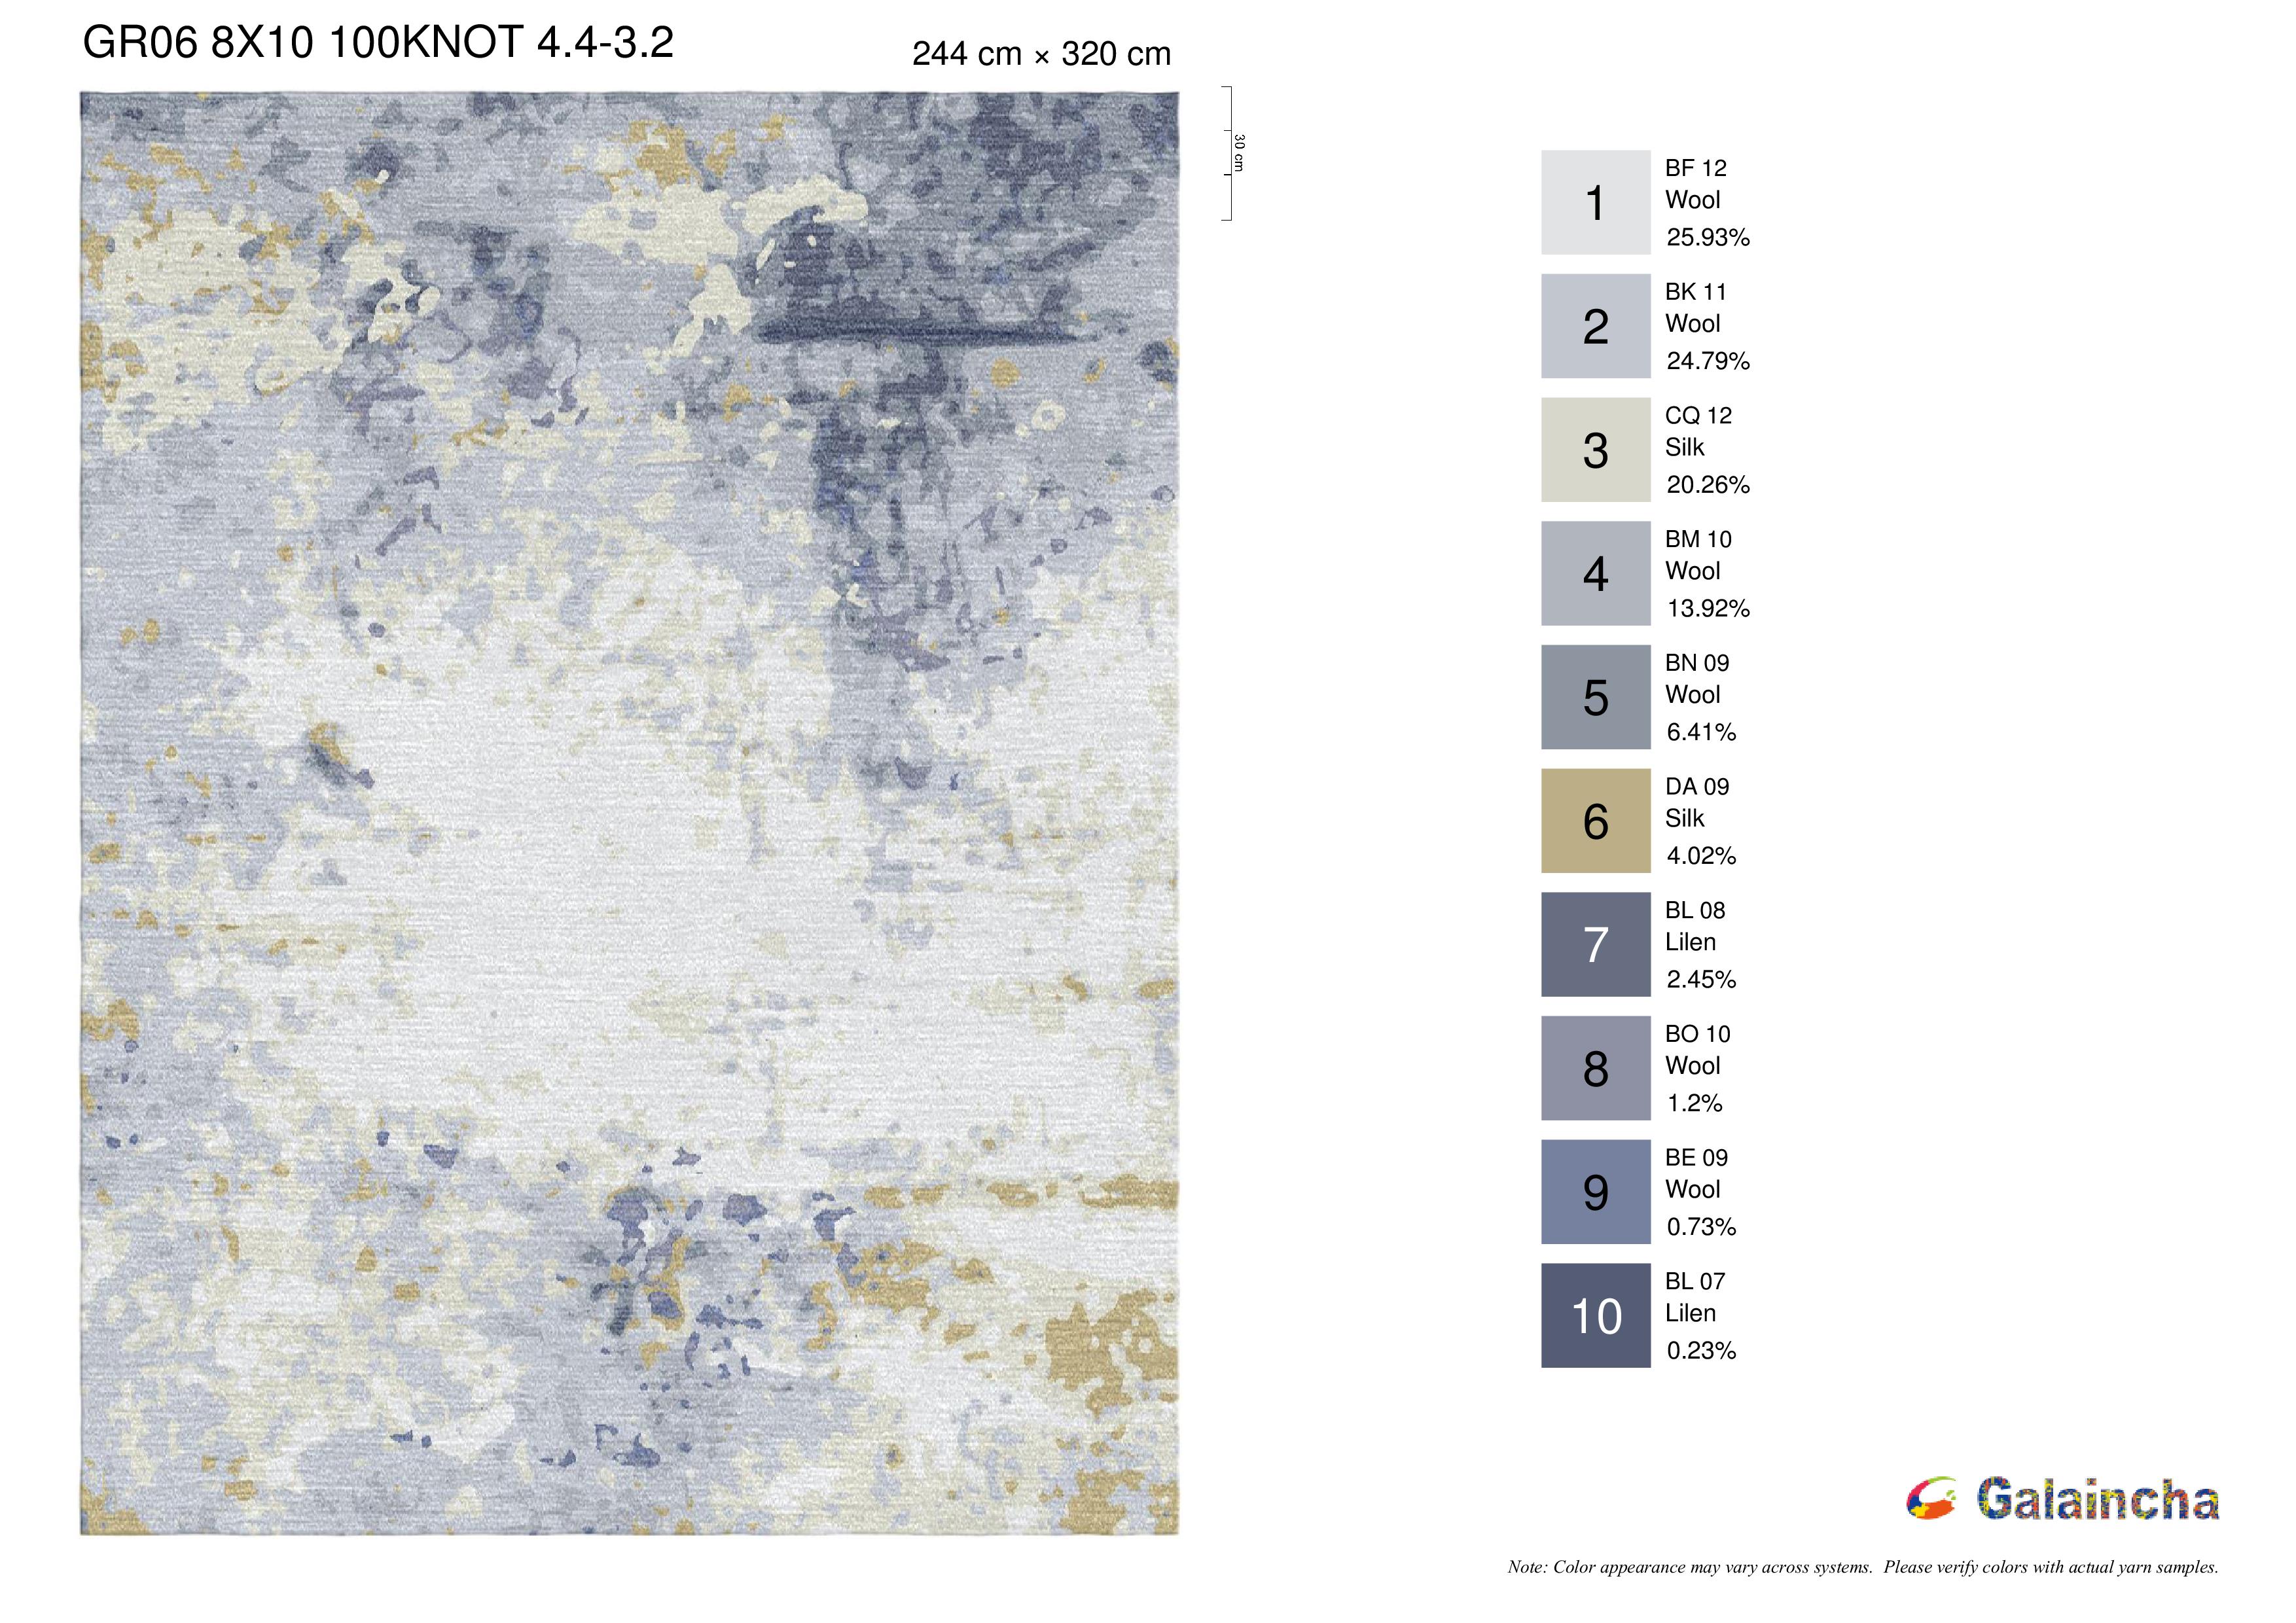 GR06 8X10 100KNOT 4.4-3.2
244 cm × 320 cm
30 cm
1
BF 12
Wool
25.93%
2
BK 11
Wool
24.79%
3
CQ 12
Silk
20.26%
4
BM 10
Wool
13.92%
5
BN 09
Wool
6.41%
6
DA 09
Silk
4.02%
7
BL 08
Lilen
2.45%
8
BO 10
Wool
1.2%
9
BE 09
Wool
0.73%
10
BL 07
Lilen
0.23%
Galaincha
Note: Color appearance may vary across systems. Please verify colors with actual yarn samples.